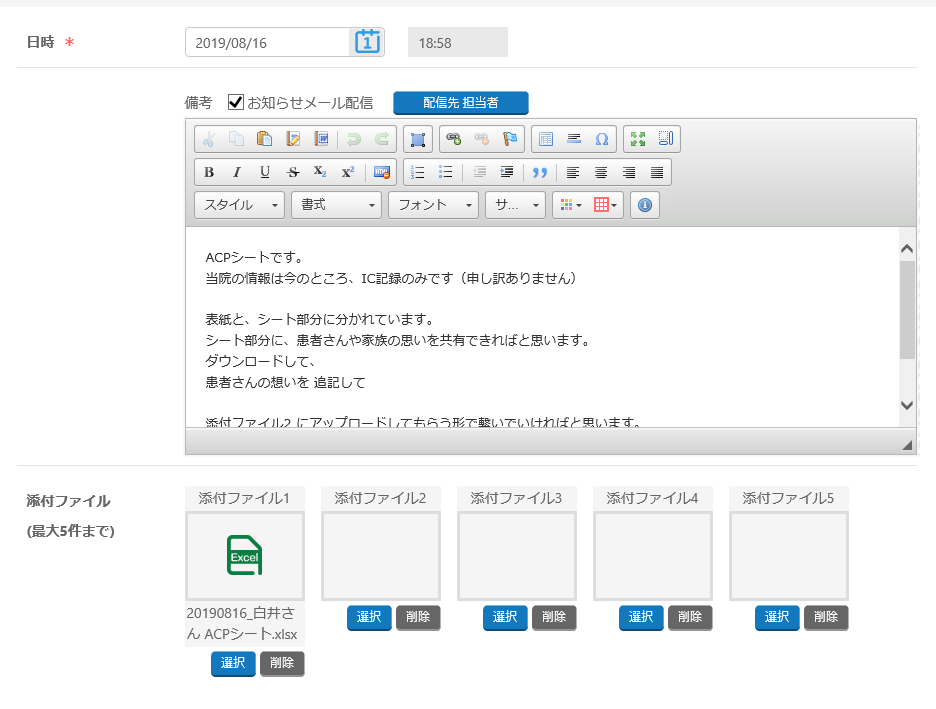 日時 *
2019/08/16
1
18:58
備考 お知らせメール配信 配信先 担当者
B I U S X₂ X²
スタイル 書式 フォント サ...
ACPシートです。
当院の情報は今のところ、IC記録のみです（申し訳ありません）
表紙と、シート部分に分かれています。
シート部分に、患者さんや家族の思いを共有できればと思います。
ダウンロードして、
患者さんの想いを 追記して
添付ファイル2 にアップロードしてもらう形で繋いでいければと思います。
添付ファイル
(最大5件まで)
添付ファイル1 添付ファイル2 添付ファイル3 添付ファイル4 添付ファイル5
Excel
20190816_白井さ
ん ACPシート.xlsx
選択 削除 選択 削除 選択 削除 選択 削除
選択 削除